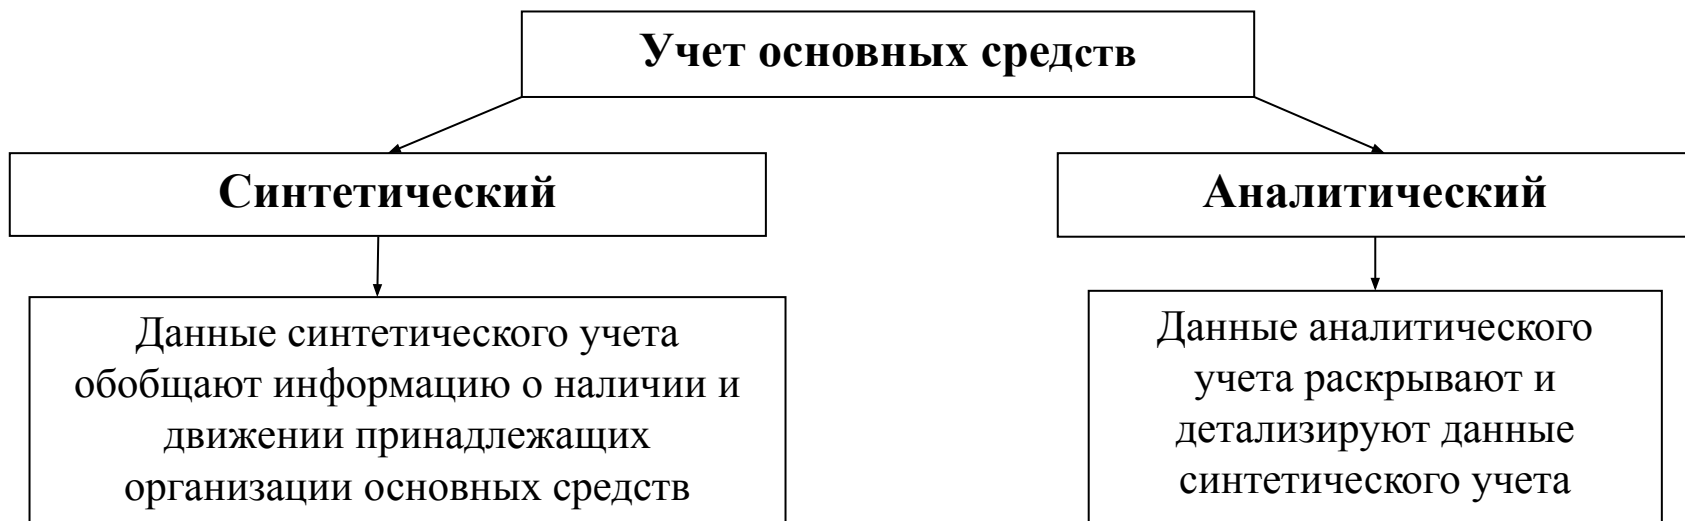 Учет основных средств
Синтетический
Аналитический
Данные синтетического учета
обобщают информацию о наличии и
движении принадлежащих
организации основных средств
Данные аналитического
учета раскрывают и
детализируют данные
синтетического учета